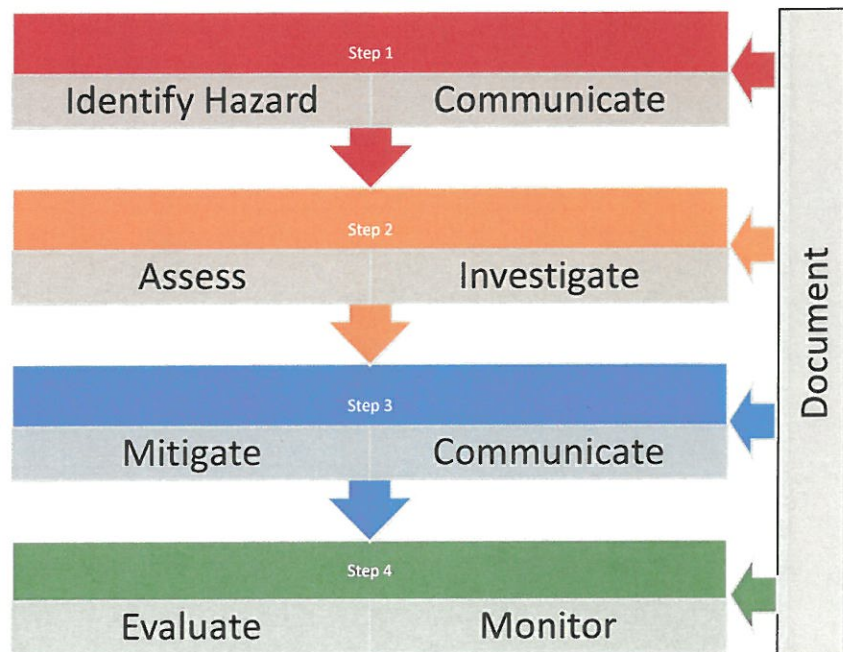 Step 1
Identify Hazard Communicate
Step 2
Assess Investigate
Step 3
Mitigate Communicate
Step 4
Evaluate Monitor
Document